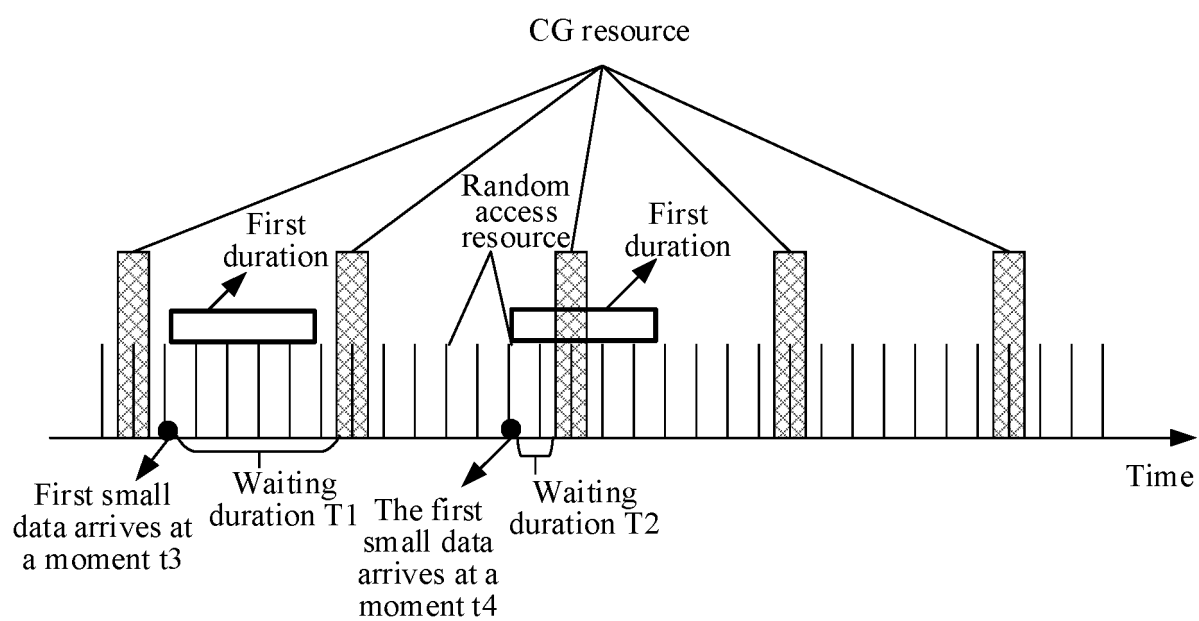 CG resource
Random
access
resource
First
duration
First
duration
Time
First small
data arrives at
a moment t3
Waiting
duration T1
The first
small data
arrives at a
moment t4
Waiting
duration T2